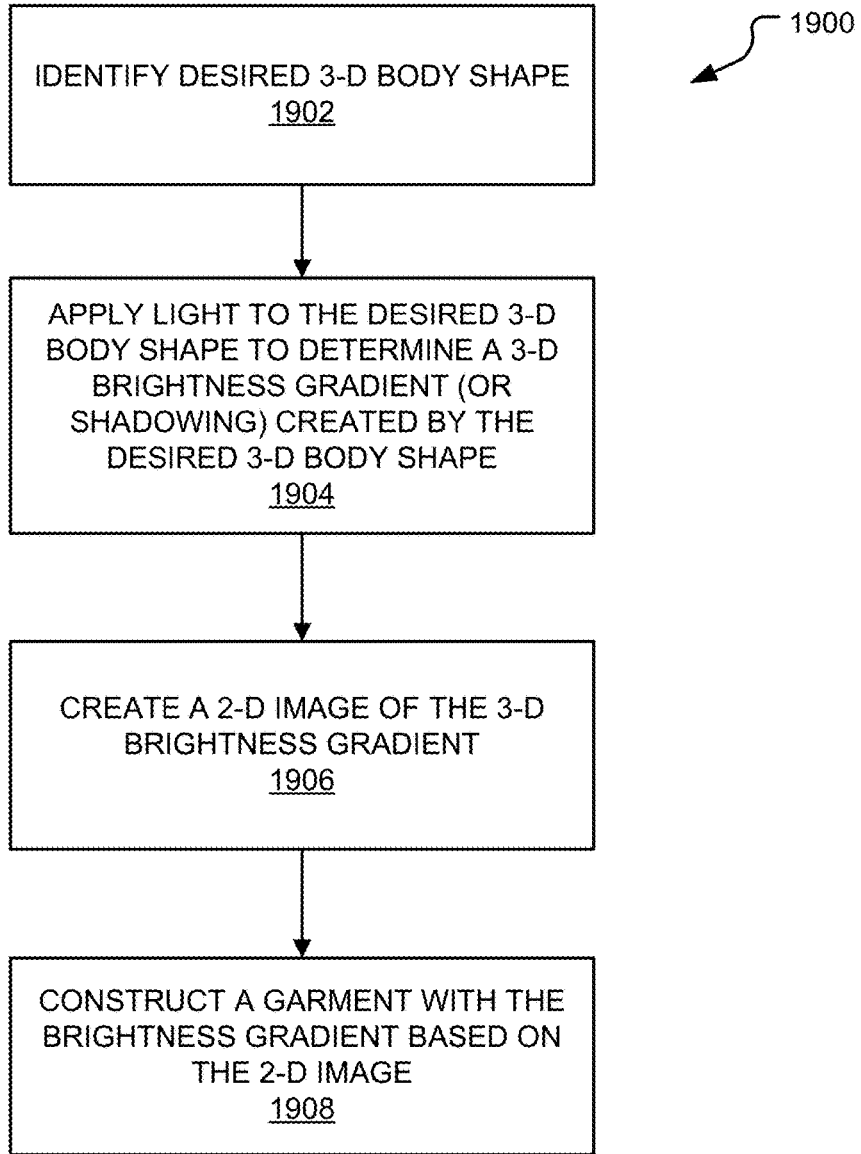 1900
IDENTIFY DESIRED 3-D BODY SHAPE
1902
APPLY LIGHT TO THE DESIRED 3-D
BODY SHAPE TO DETERMINE A 3-D
BRIGHTNESS GRADIENT (OR
SHADOWING) CREATED BY THE
DESIRED 3-D BODY SHAPE
1904
CREATE A 2-D IMAGE OF THE 3-D
BRIGHTNESS GRADIENT
1906
CONSTRUCT A GARMENT WITH THE
BRIGHTNESS GRADIENT BASED ON
THE 2-D IMAGE
1908